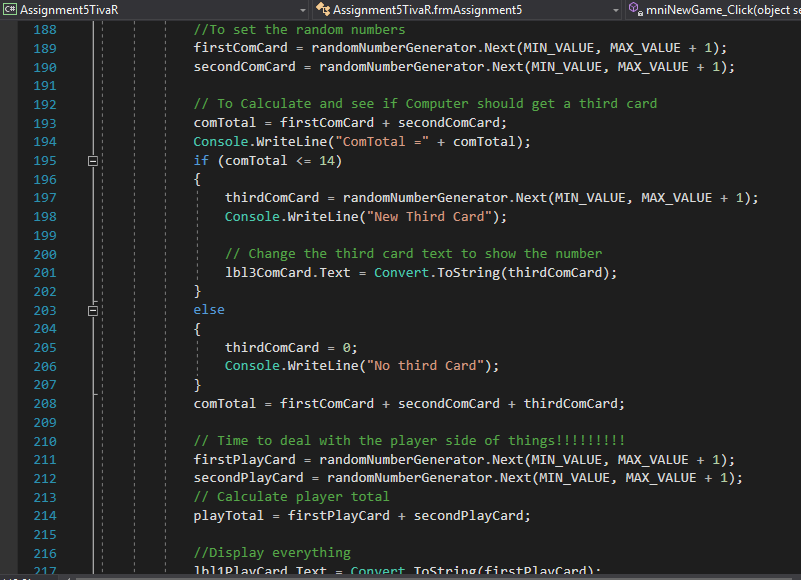 C# Assignment5TivaR
Assignment5TivaR.frmAssignment5
mniNewGame_Click(object se
188 //To set the random numbers
189 firstComCard = randomNumberGenerator.Next(MIN_VALUE, MAX_VALUE + 1);
190 secondComCard = randomNumberGenerator.Next(MIN_VALUE, MAX_VALUE + 1);
191
192 // To Calculate and see if Computer should get a third card
193 comTotal = firstComCard + secondComCard;
194 Console.WriteLine("ComTotal =" + comTotal);
195 if (comTotal <= 14)
196 {
197 thirdComCard = randomNumberGenerator.Next(MIN_VALUE, MAX_VALUE + 1);
198 Console.WriteLine("New Third Card");
199
200 // Change the third card text to show the number
201 lbl3ComCard.Text = Convert.ToString(thirdComCard);
202 }
203 else
204 {
205 thirdComCard = 0;
206 Console.WriteLine("No third Card");
207 }
208 comTotal = firstComCard + secondComCard + thirdComCard;
209
210 // Time to deal with the player side of things!!!!!!!!!
211 firstPlayCard = randomNumberGenerator.Next(MIN_VALUE, MAX_VALUE + 1);
212 secondPlayCard = randomNumberGenerator.Next(MIN_VALUE, MAX_VALUE + 1);
213 // Calculate player total
214 playTotal = firstPlayCard + secondPlayCard;
215
216 //Display everything
217 lbl1PlayCard.Text = Convert.ToString(firstPlayCard);